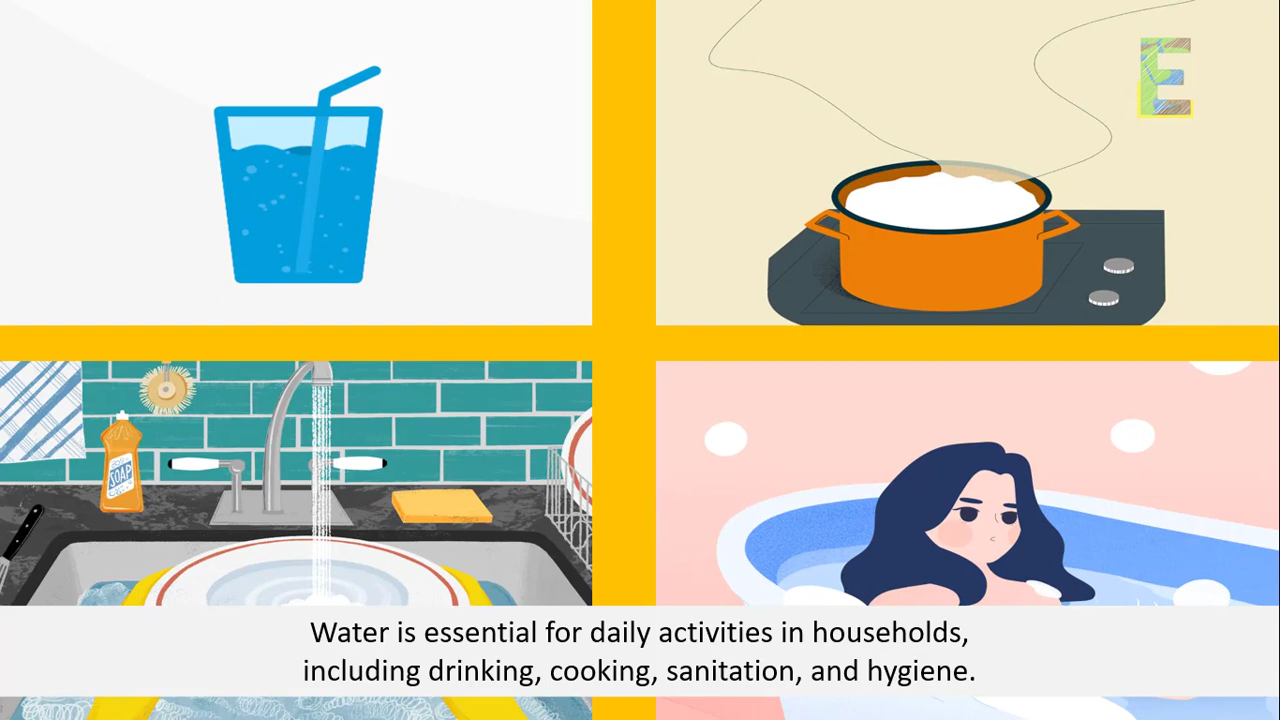 E
SOAP
Water is essential for daily activities in households,
including drinking, cooking, sanitation, and hygiene.